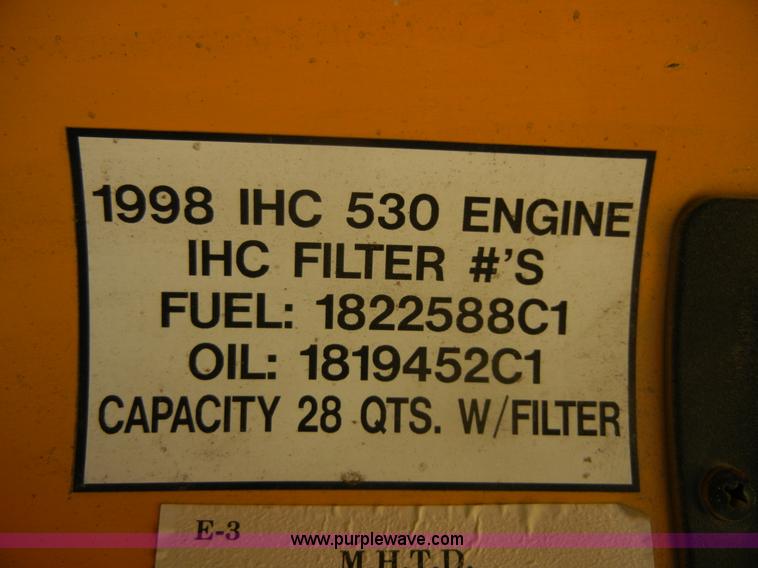 1998 IHC 530 ENGINE
IHC FILTER #'S
FUEL: 1822588C1
OIL: 1819452C1
CAPACITY 28 QTS. W/FILTER
E-3
www.purplewave.com
M.H.T.D.